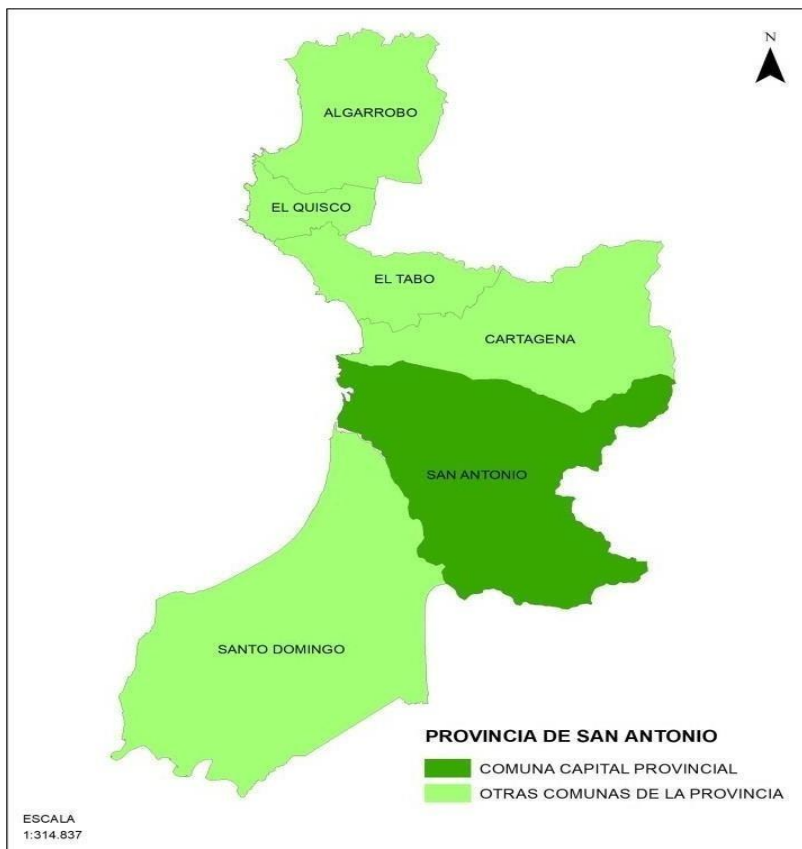 N
ALGARROBO
EL QUISCO
EL TABO
CARTAGENA
SAN ANTONIO
SANTO DOMINGO
PROVINCIA DE SAN ANTONIO
COMUNA CAPITAL PROVINCIAL
OTRAS COMUNAS DE LA PROVINCIA
ESCALA
1:314.837